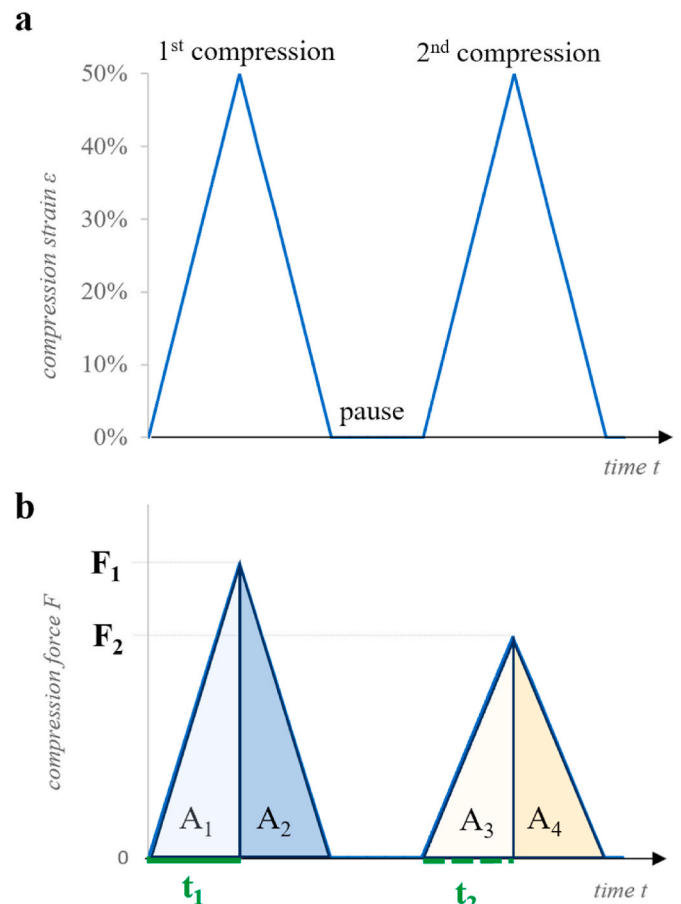 a
1st compression
2nd compression
50%
40%
30%
20%
10%
0%
compression strain ε
pause
time t
b
F1
F2
compression force F
A1
A2
A3
A4
0
t1
t2
time t